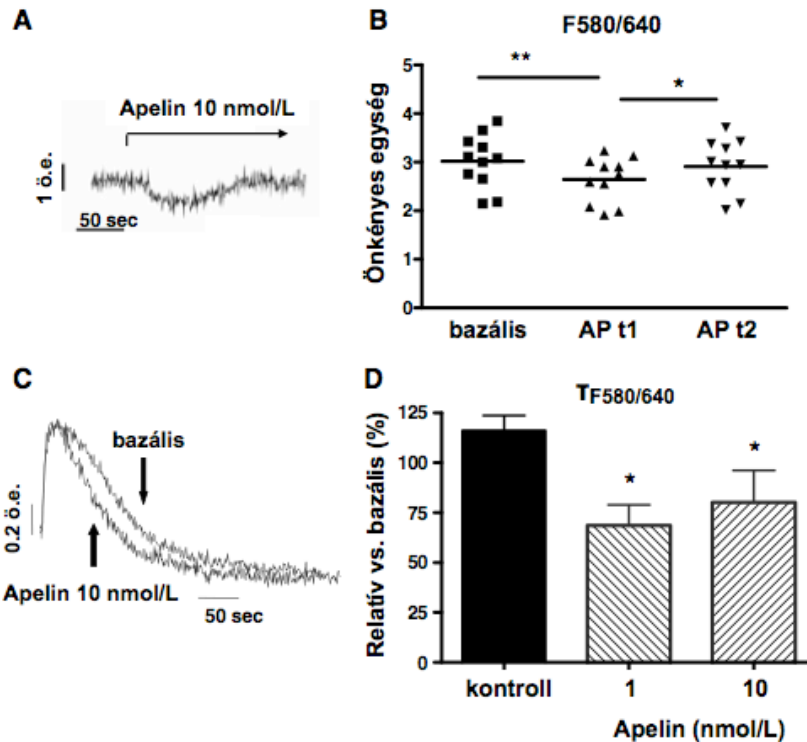 A
Apelin 10 nmol/L
1 ö.e.
50 sec
B
F580/640
**
*
Önkényes egység
5
4
3
2
1
0
bazális
AP t1
AP t2
C
bazális
0.2 ö.e.
Apelin 10 nmol/L
50 sec
D
τF580/640
Relatív vs. bazális (%)
125
100
75
50
25
0
*
*
kontroll
1
10
Apelin (nmol/L)